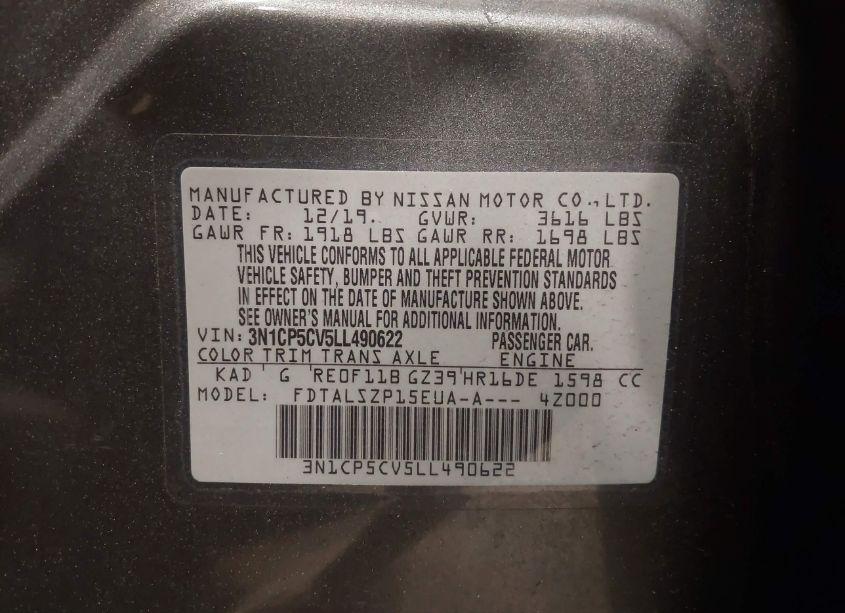 MANUFACTURED BY NISSAN MOTOR CO., LTD.
DATE: 12/19. GVWR: 3616 LBS
GAWR FR: 1918 LBS GAWR RR: 1698 LBS
THIS VEHICLE CONFORMS TO ALL APPLICABLE FEDERAL MOTOR
VEHICLE SAFETY, BUMPER AND THEFT PREVENTION STANDARDS
IN EFFECT ON THE DATE OF MANUFACTURE SHOWN ABOVE.
SEE OWNER'S MANUAL FOR ADDITIONAL INFORMATION.
VIN: 3N1CP5CV5LL490622 PASSENGER CAR.
COLOR TRIM TRANS AXLE ENGINE
KAD G RE0F11B GZ39 HR16DE 1598 CC
MODEL: FDTALSZP15EUA-A--- 4Z000
3N1CP5CV5LL490622